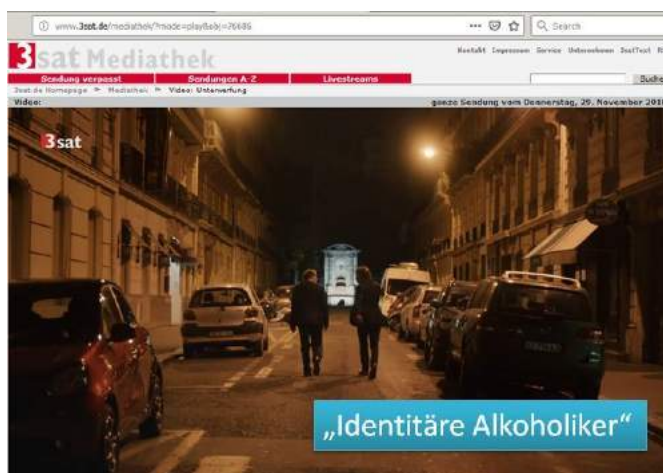 www.3sat.de/mediathek/?mode=play&obj=76686
Search
3sat Mediathek
Kontakt Impressum Service Unternehmen
Sendung verpasst Sendungen A-Z Livestreams
Suche
3sat.de Homepage Mediathek Video: Unterwerfung
Video: ganze Sendung vom Donnerstag, 29. November
3sat
„Identitäre Alkoholiker“